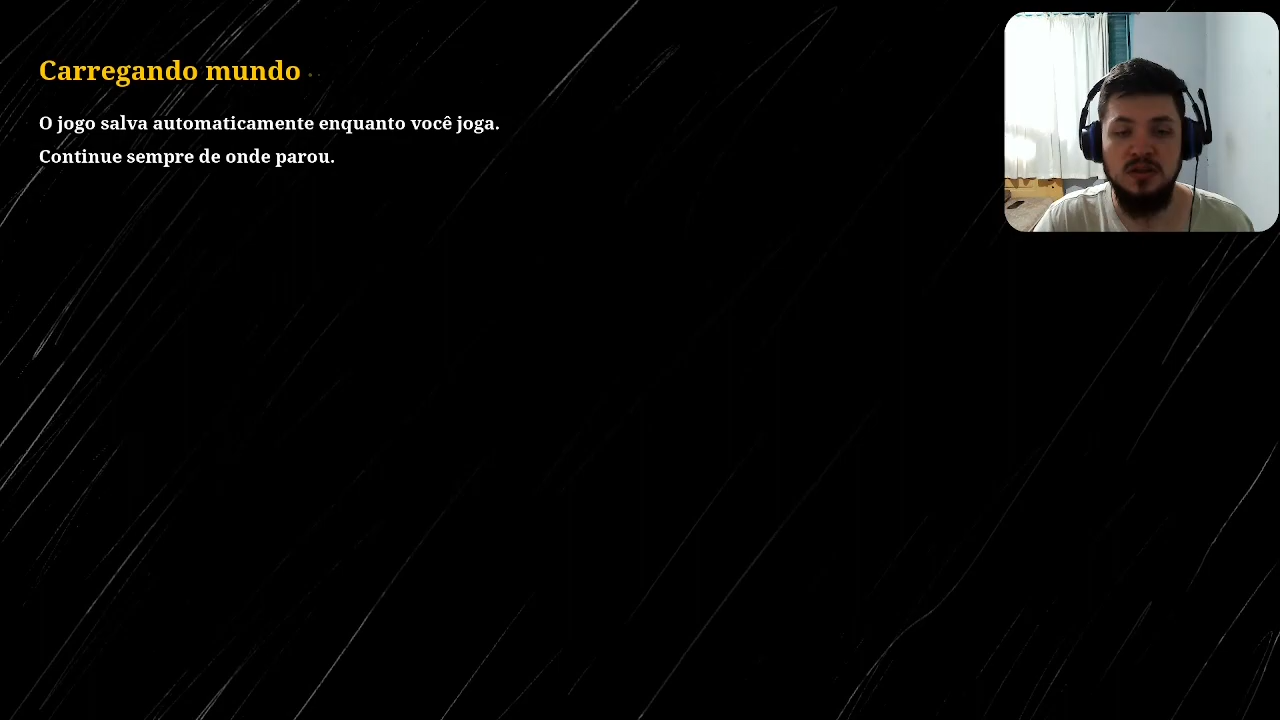 Carregando mundo
O jogo salva automaticamente enquanto você joga.
Continue sempre de onde parou.